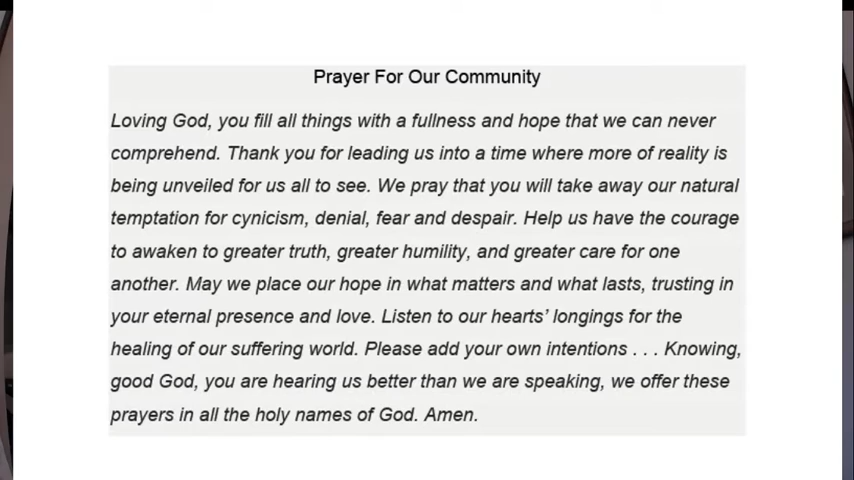 Prayer For Our Community
Loving God, you fill all things with a fullness and hope that we can never
comprehend. Thank you for leading us into a time where more of reality is
being unveiled for us all to see. We pray that you will take away our natural
temptation for cynicism, denial, fear and despair. Help us have the courage
to awaken to greater truth, greater humility, and greater care for one
another. May we place our hope in what matters and what lasts, trusting in
your eternal presence and love. Listen to our hearts’ longings for the
healing of our suffering world. Please add your own intentions . . . Knowing,
good God, you are hearing us better than we are speaking, we offer these
prayers in all the holy names of God. Amen.